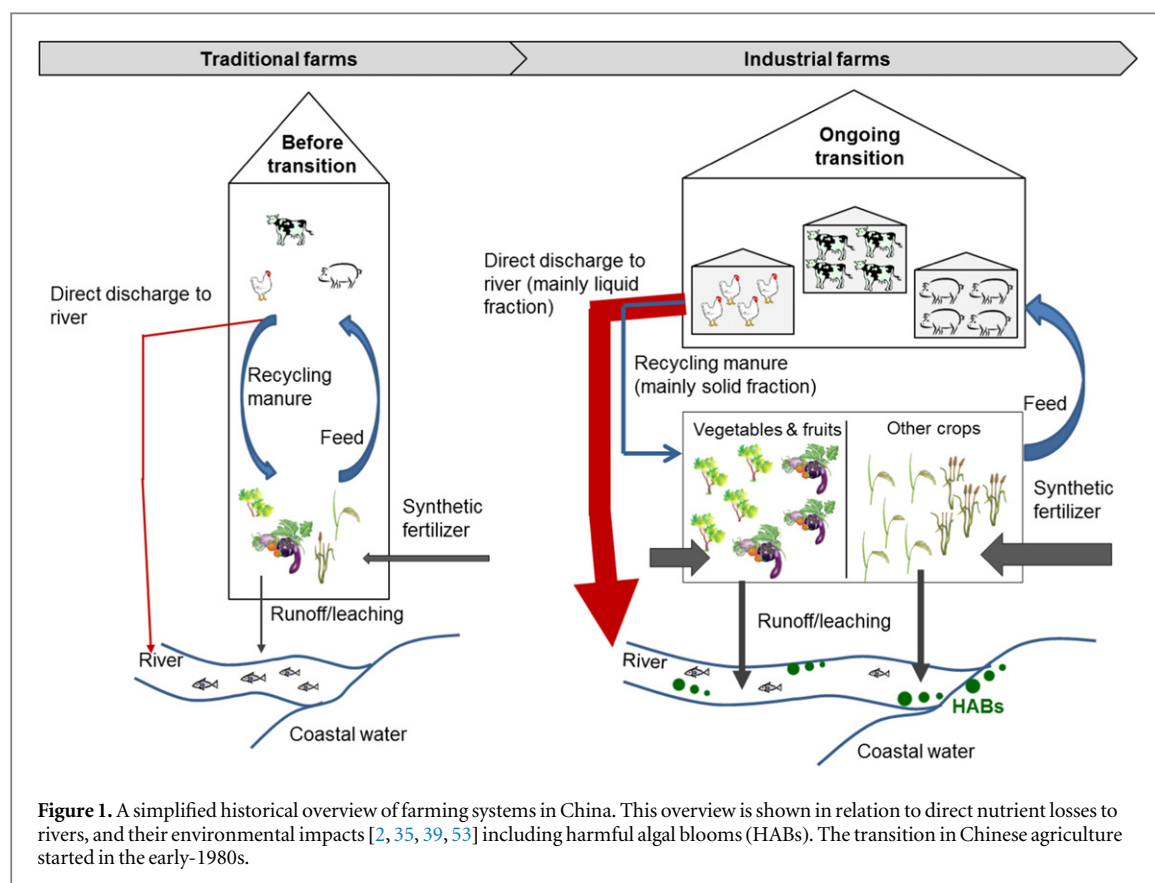 Traditional farms
Industrial farms
Before
transition
Direct discharge to
river
Recycling
manure
Feed
Synthetic
fertilizer
Runoff/leaching
River
Coastal water
Ongoing
transition
Direct discharge to
river (mainly liquid
fraction)
Recycling manure
(mainly solid fraction)
Feed
Vegetables & fruits
Other crops
Synthetic
fertilizer
Runoff/leaching
River
HABs
Coastal water
Figure 1. A simplified historical overview of farming systems in China. This overview is shown in relation to direct nutrient losses to
rivers, and their environmental impacts [2, 35, 39, 53] including harmful algal blooms (HABs). The transition in Chinese agriculture
started in the early-1980s.